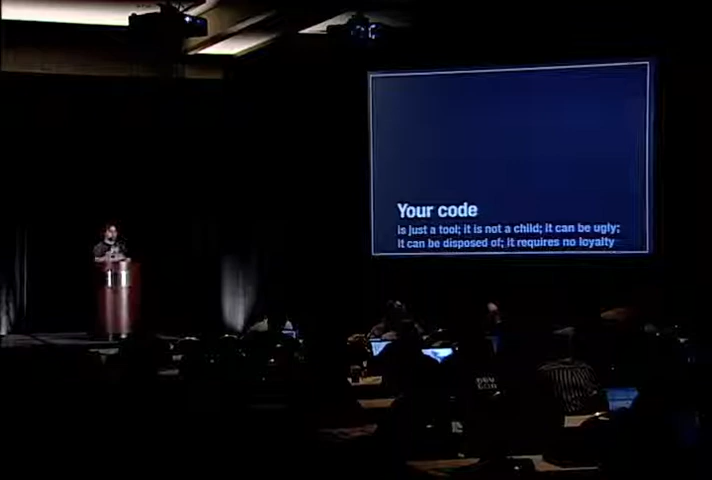 Your code
is just a tool; it is not a child; it can be ugly;
it can be disposed of; it requires no loyalty